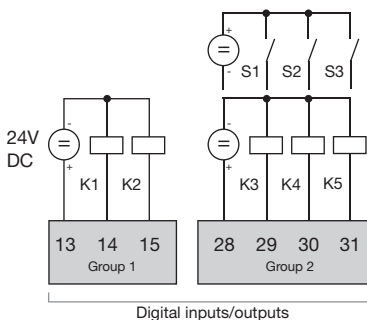 +
=
-
S1 S2 S3
24V
DC
-
=
+
K1 K2
-
=
+
K3 K4 K5
13 14 15
Group 1
28 29 30 31
Group 2
Digital inputs/outputs